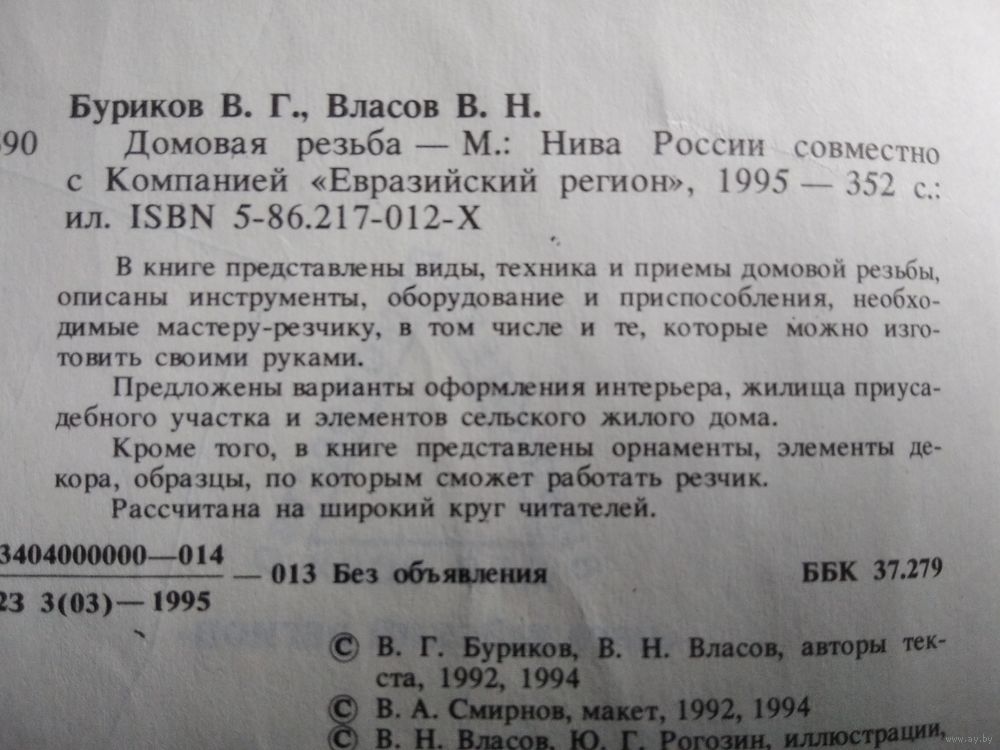 Буриков В. Г., Власов В. Н.
90 Домовая резьба — М.: Нива России совместно
с Компанией «Евразийский регион», 1995 — 352 с.:
ил. ISBN 5-86.217-012-X
В книге представлены виды, техника и приемы домовой резьбы,
описаны инструменты, оборудование и приспособления, необхо-
димые мастеру-резчику, в том числе и те, которые можно изго-
товить своими руками.
Предложены варианты оформления интерьера, жилища приуса-
дебного участка и элементов сельского жилого дома.
Кроме того, в книге представлены орнаменты, элементы де-
кора, образцы, по которым сможет работать резчик.
Рассчитана на широкий круг читателей.
3404000000—014
— 013 Без объявления ББК 37.279
23 3(03)— 1995
© В. Г. Буриков, В. Н. Власов, авторы тек-
ста, 1992, 1994
© В. А. Смирнов, макет, 1992, 1994
© В. Н. Власов, Ю. Г. Рогозин, иллюстрации,
www.ay.by